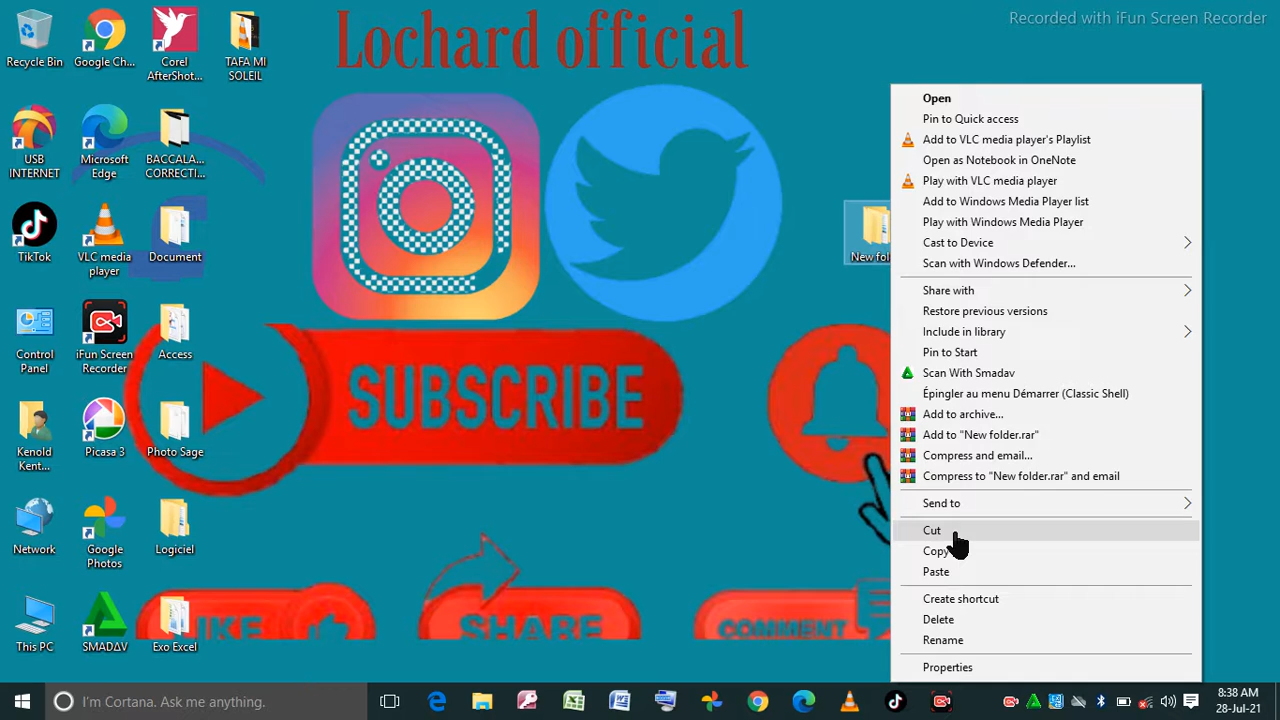 Recorded with iFun Screen Recorder
Lochard official
Recycle Bin
Google Ch...
Corel
AfterShot...
TAFA MI
SOLEIL
USB
INTERNET
Microsoft
Edge
BACCALA...
CORRECTI...
TikTok
VLC media
player
Document
Control
Panel
iFun Screen
Recorder
Access
Kenold
Kent...
Picasa 3
Photo Sage
Network
Google
Photos
Logiciel
This PC
SMADΔV
Exo Excel
SUBSCRIBE
LIKE
SHARE
COMMENT
New fol
Open
Pin to Quick access
Add to VLC media player's Playlist
Open as Notebook in OneNote
Play with VLC media player
Add to Windows Media Player list
Play with Windows Media Player
Cast to Device
Scan with Windows Defender...
Share with
Restore previous versions
Include in library
Pin to Start
Scan With Smadav
Épingler au menu Démarrer (Classic Shell)
Add to archive...
Add to "New folder.rar"
Compress and email...
Compress to "New folder.rar" and email
Send to
Cut
Copy
Paste
Create shortcut
Delete
Rename
Properties
I'm Cortana. Ask me anything.
8:38 AM
28-Jul-21